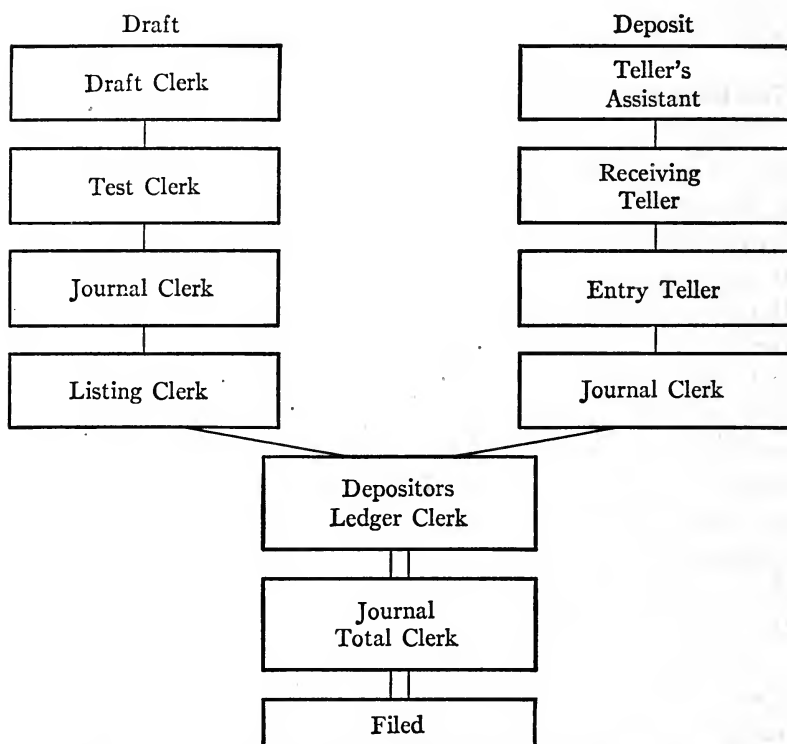 Draft
Draft Clerk
Test Clerk
Journal Clerk
Listing Clerk
Deposit
Teller's
Assistant
Receiving
Teller
Entry Teller
Journal Clerk
Depositors
Ledger Clerk
Journal
Total Clerk
Filed